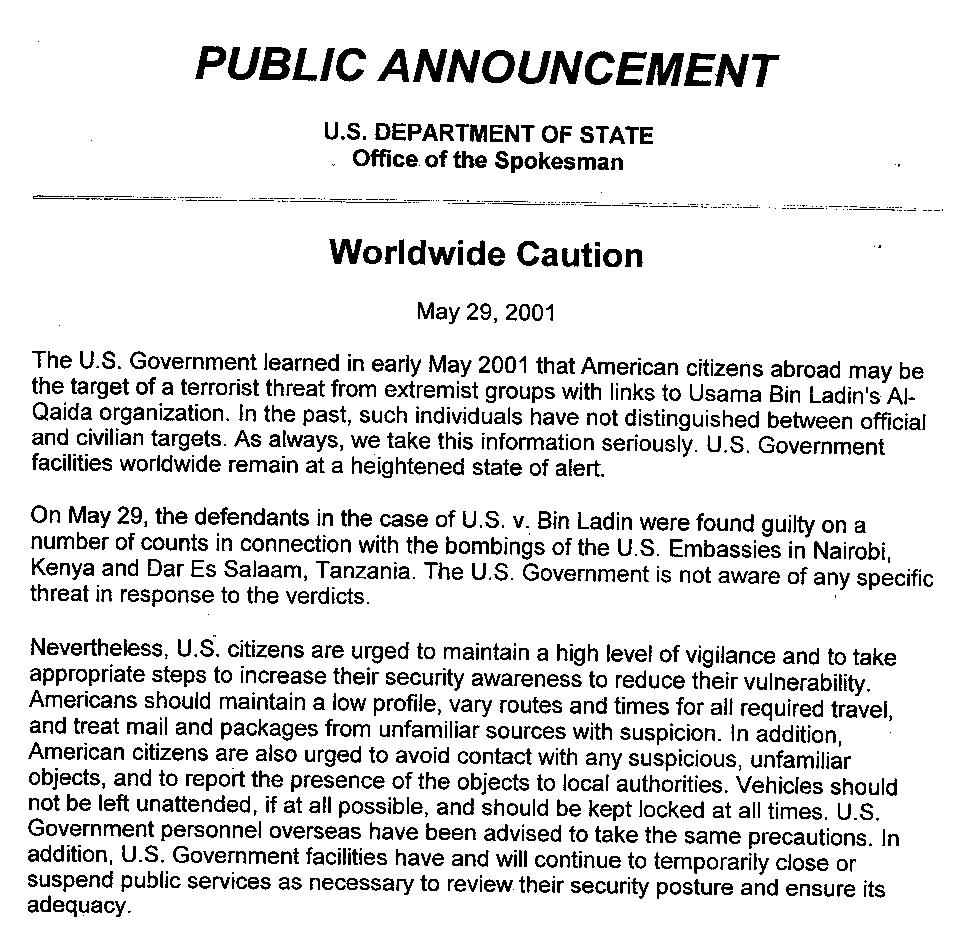 PUBLIC ANNOUNCEMENT
U.S. DEPARTMENT OF STATE
Office of the Spokesman
Worldwide Caution
May 29, 2001
The U.S. Government learned in early May 2001 that American citizens abroad may be
the target of a terrorist threat from extremist groups with links to Usama Bin Ladin's Al-
Qaida organization. In the past, such individuals have not distinguished between official
and civilian targets. As always, we take this information seriously. U.S. Government
facilities worldwide remain at a heightened state of alert.
On May 29, the defendants in the case of U.S. v. Bin Ladin were found guilty on a
number of counts in connection with the bombings of the U.S. Embassies in Nairobi,
Kenya and Dar Es Salaam, Tanzania. The U.S. Government is not aware of any specific
threat in response to the verdicts.
Nevertheless, U.S. citizens are urged to maintain a high level of vigilance and to take
appropriate steps to increase their security awareness to reduce their vulnerability.
Americans should maintain a low profile, vary routes and times for all required travel,
and treat mail and packages from unfamiliar sources with suspicion. In addition,
American citizens are also urged to avoid contact with any suspicious, unfamiliar
objects, and to report the presence of the objects to local authorities. Vehicles should
not be left unattended, if at all possible, and should be kept locked at all times. U.S.
Government personnel overseas have been advised to take the same precautions. In
addition, U.S. Government facilities have and will continue to temporarily close or
suspend public services as necessary to review their security posture and ensure its
adequacy.